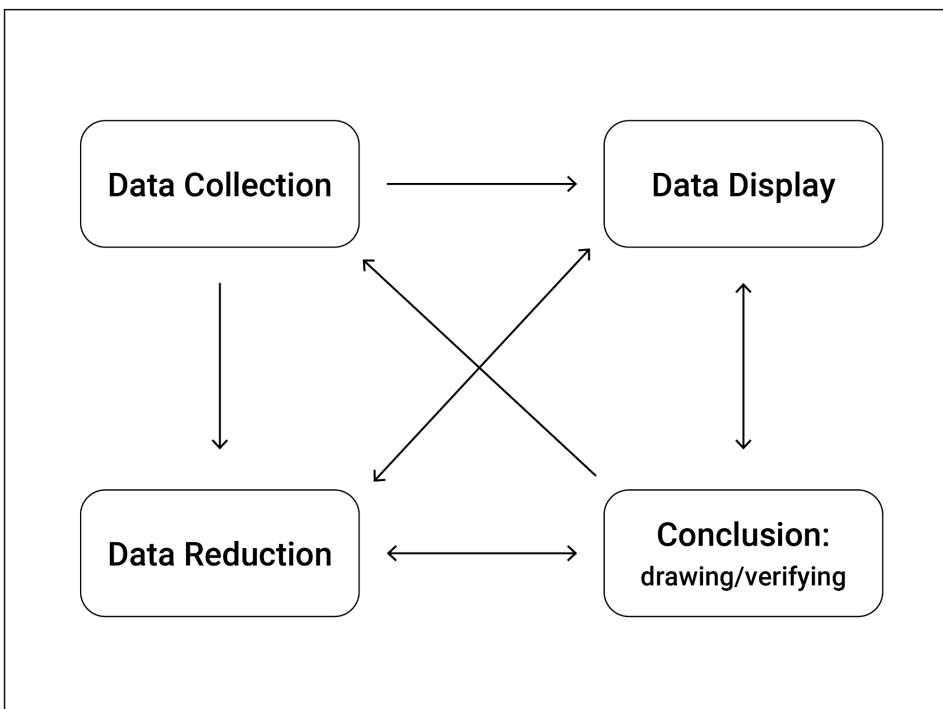 Data Collection
Data Display
Data Reduction
Conclusion:
drawing/verifying